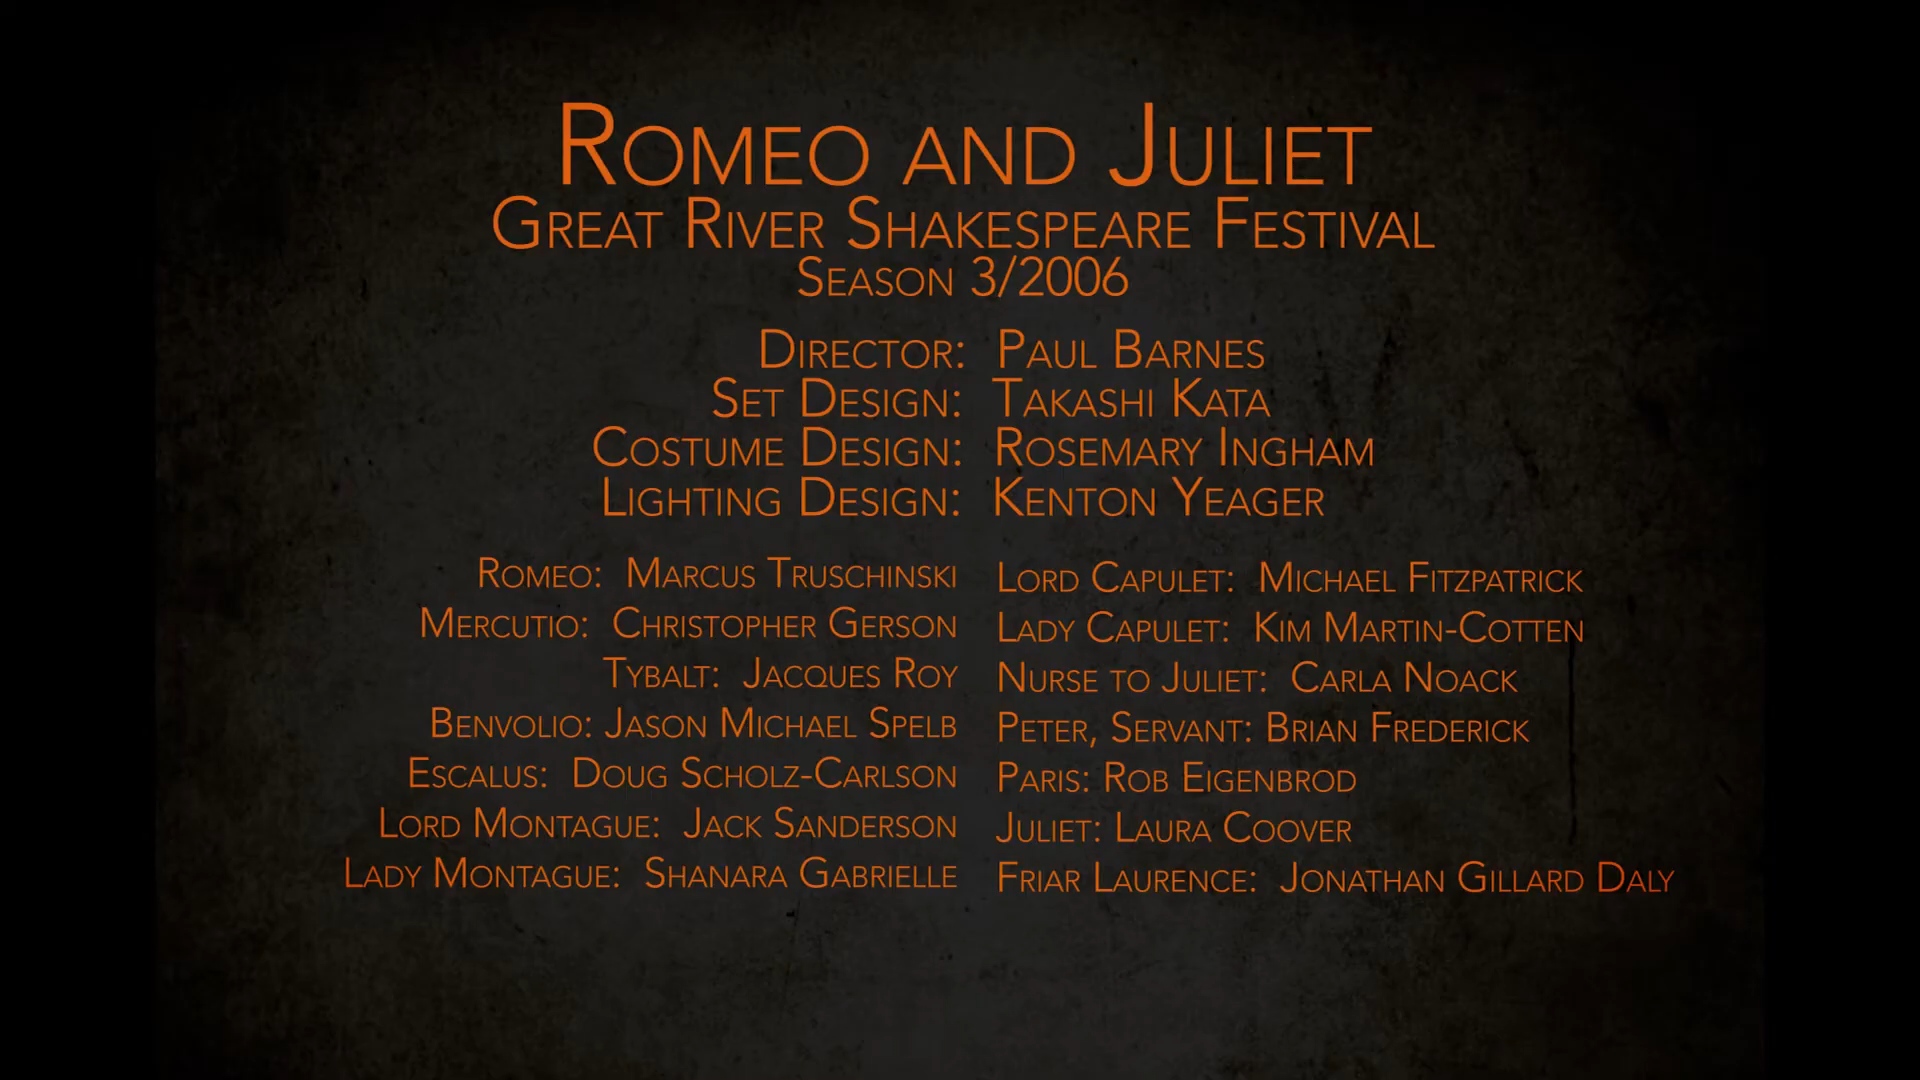 Romeo and Juliet
Great River Shakespeare Festival
Season 3/2006
Director: Paul Barnes
Set Design: Takashi Kata
Costume Design: Rosemary Ingham
Lighting Design: Kenton Yeager
Romeo: Marcus Truschinski
Mercutio: Christopher Gerson
Tybalt: Jacques Roy
Benvolio: Jason Michael Spelb
Escalus: Doug Scholz-Carlson
Lord Montague: Jack Sanderson
Lady Montague: Shanara Gabrielle
Lord Capulet: Michael Fitzpatrick
Lady Capulet: Kim Martin-Cotten
Nurse to Juliet: Carla Noack
Peter, Servant: Brian Frederick
Paris: Rob Eigenbrod
Juliet: Laura Coover
Friar Laurence: Jonathan Gillard Daly